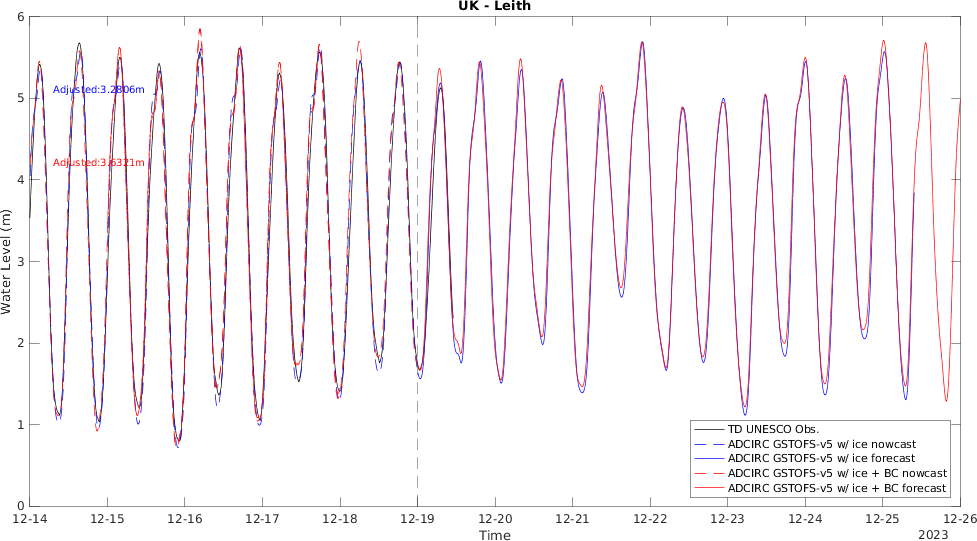 UK - Leith
6
5
4
3
2
1
0
Water Level (m)
Adjusted:3.2806m
Adjusted:3.6321m
TD UNESCO Obs.
ADCIRC GSTOFS-v5 w/ ice nowcast
ADCIRC GSTOFS-v5 w/ ice forecast
ADCIRC GSTOFS-v5 w/ ice + BC nowcast
ADCIRC GSTOFS-v5 w/ ice + BC forecast
12-14 12-15 12-16 12-17 12-18 12-19 12-20 12-21 12-22 12-23 12-24 12-25 12-26
Time
2023